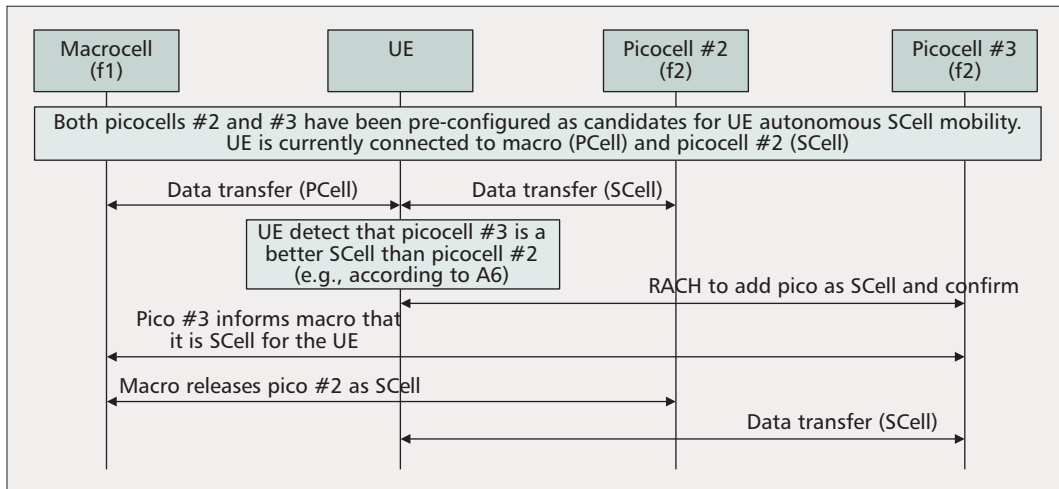 Macrocell
(f1)
UE
Picocell #2
(f2)
Picocell #3
(f2)
Both picocells #2 and #3 have been pre-configured as candidates for UE autonomous SCell mobility.
UE is currently connected to macro (PCell) and picocell #2 (SCell)
Data transfer (PCell)
Data transfer (SCell)
UE detect that picocell #3 is a
better SCell than picocell #2
(e.g., according to A6)
RACH to add pico as SCell and confirm
Pico #3 informs macro that
it is SCell for the UE
Macro releases pico #2 as SCell
Data transfer (SCell)